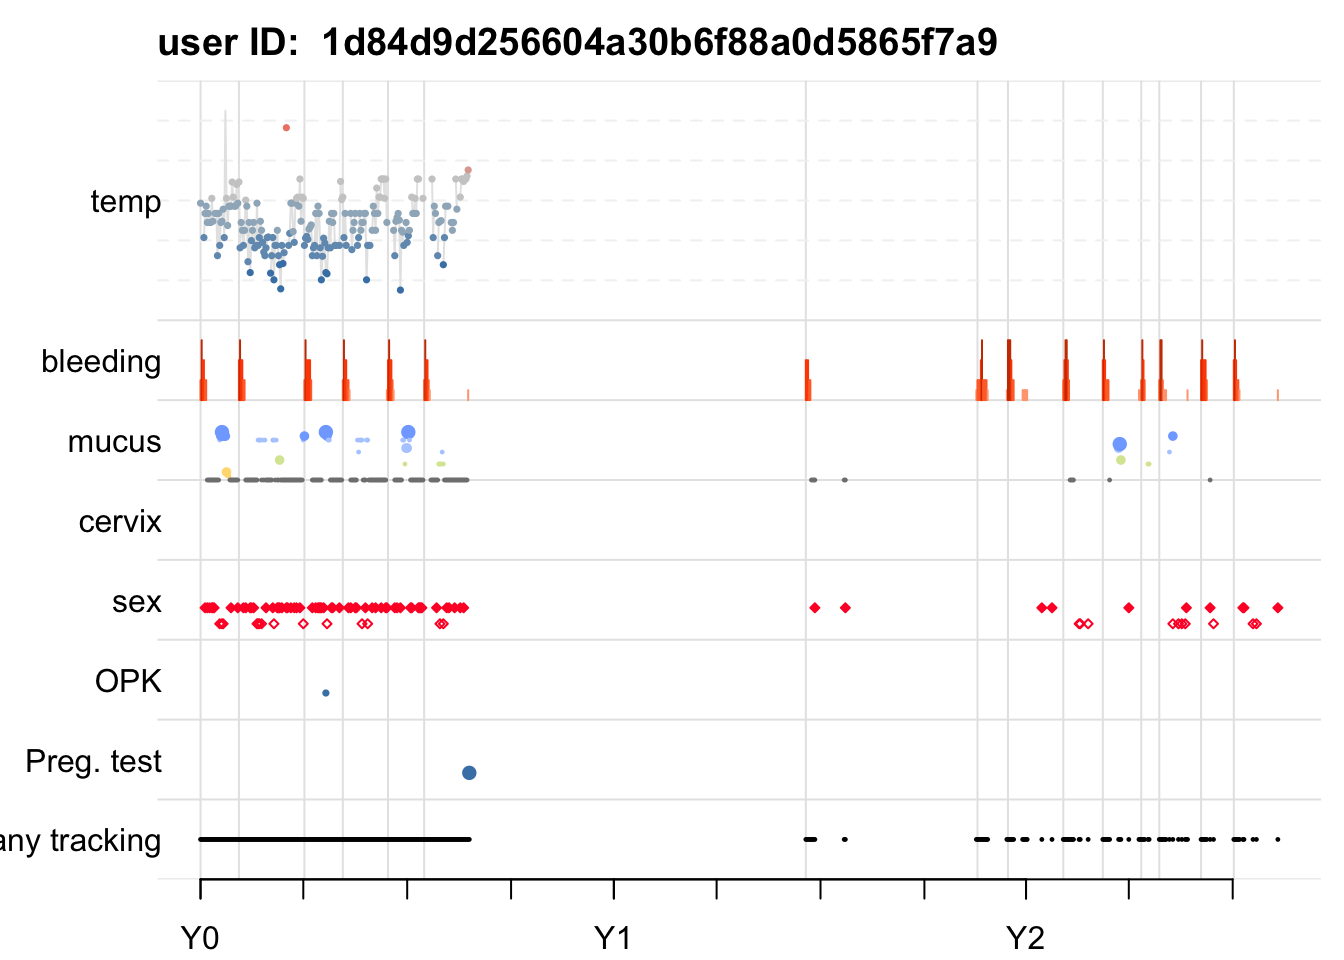 user ID:  1d84d9d256604a30b6f88a0d5865f7a9
temp
bleeding
mucus
cervix
sex
OPK
Preg. test
any tracking
Y0 Y1 Y2